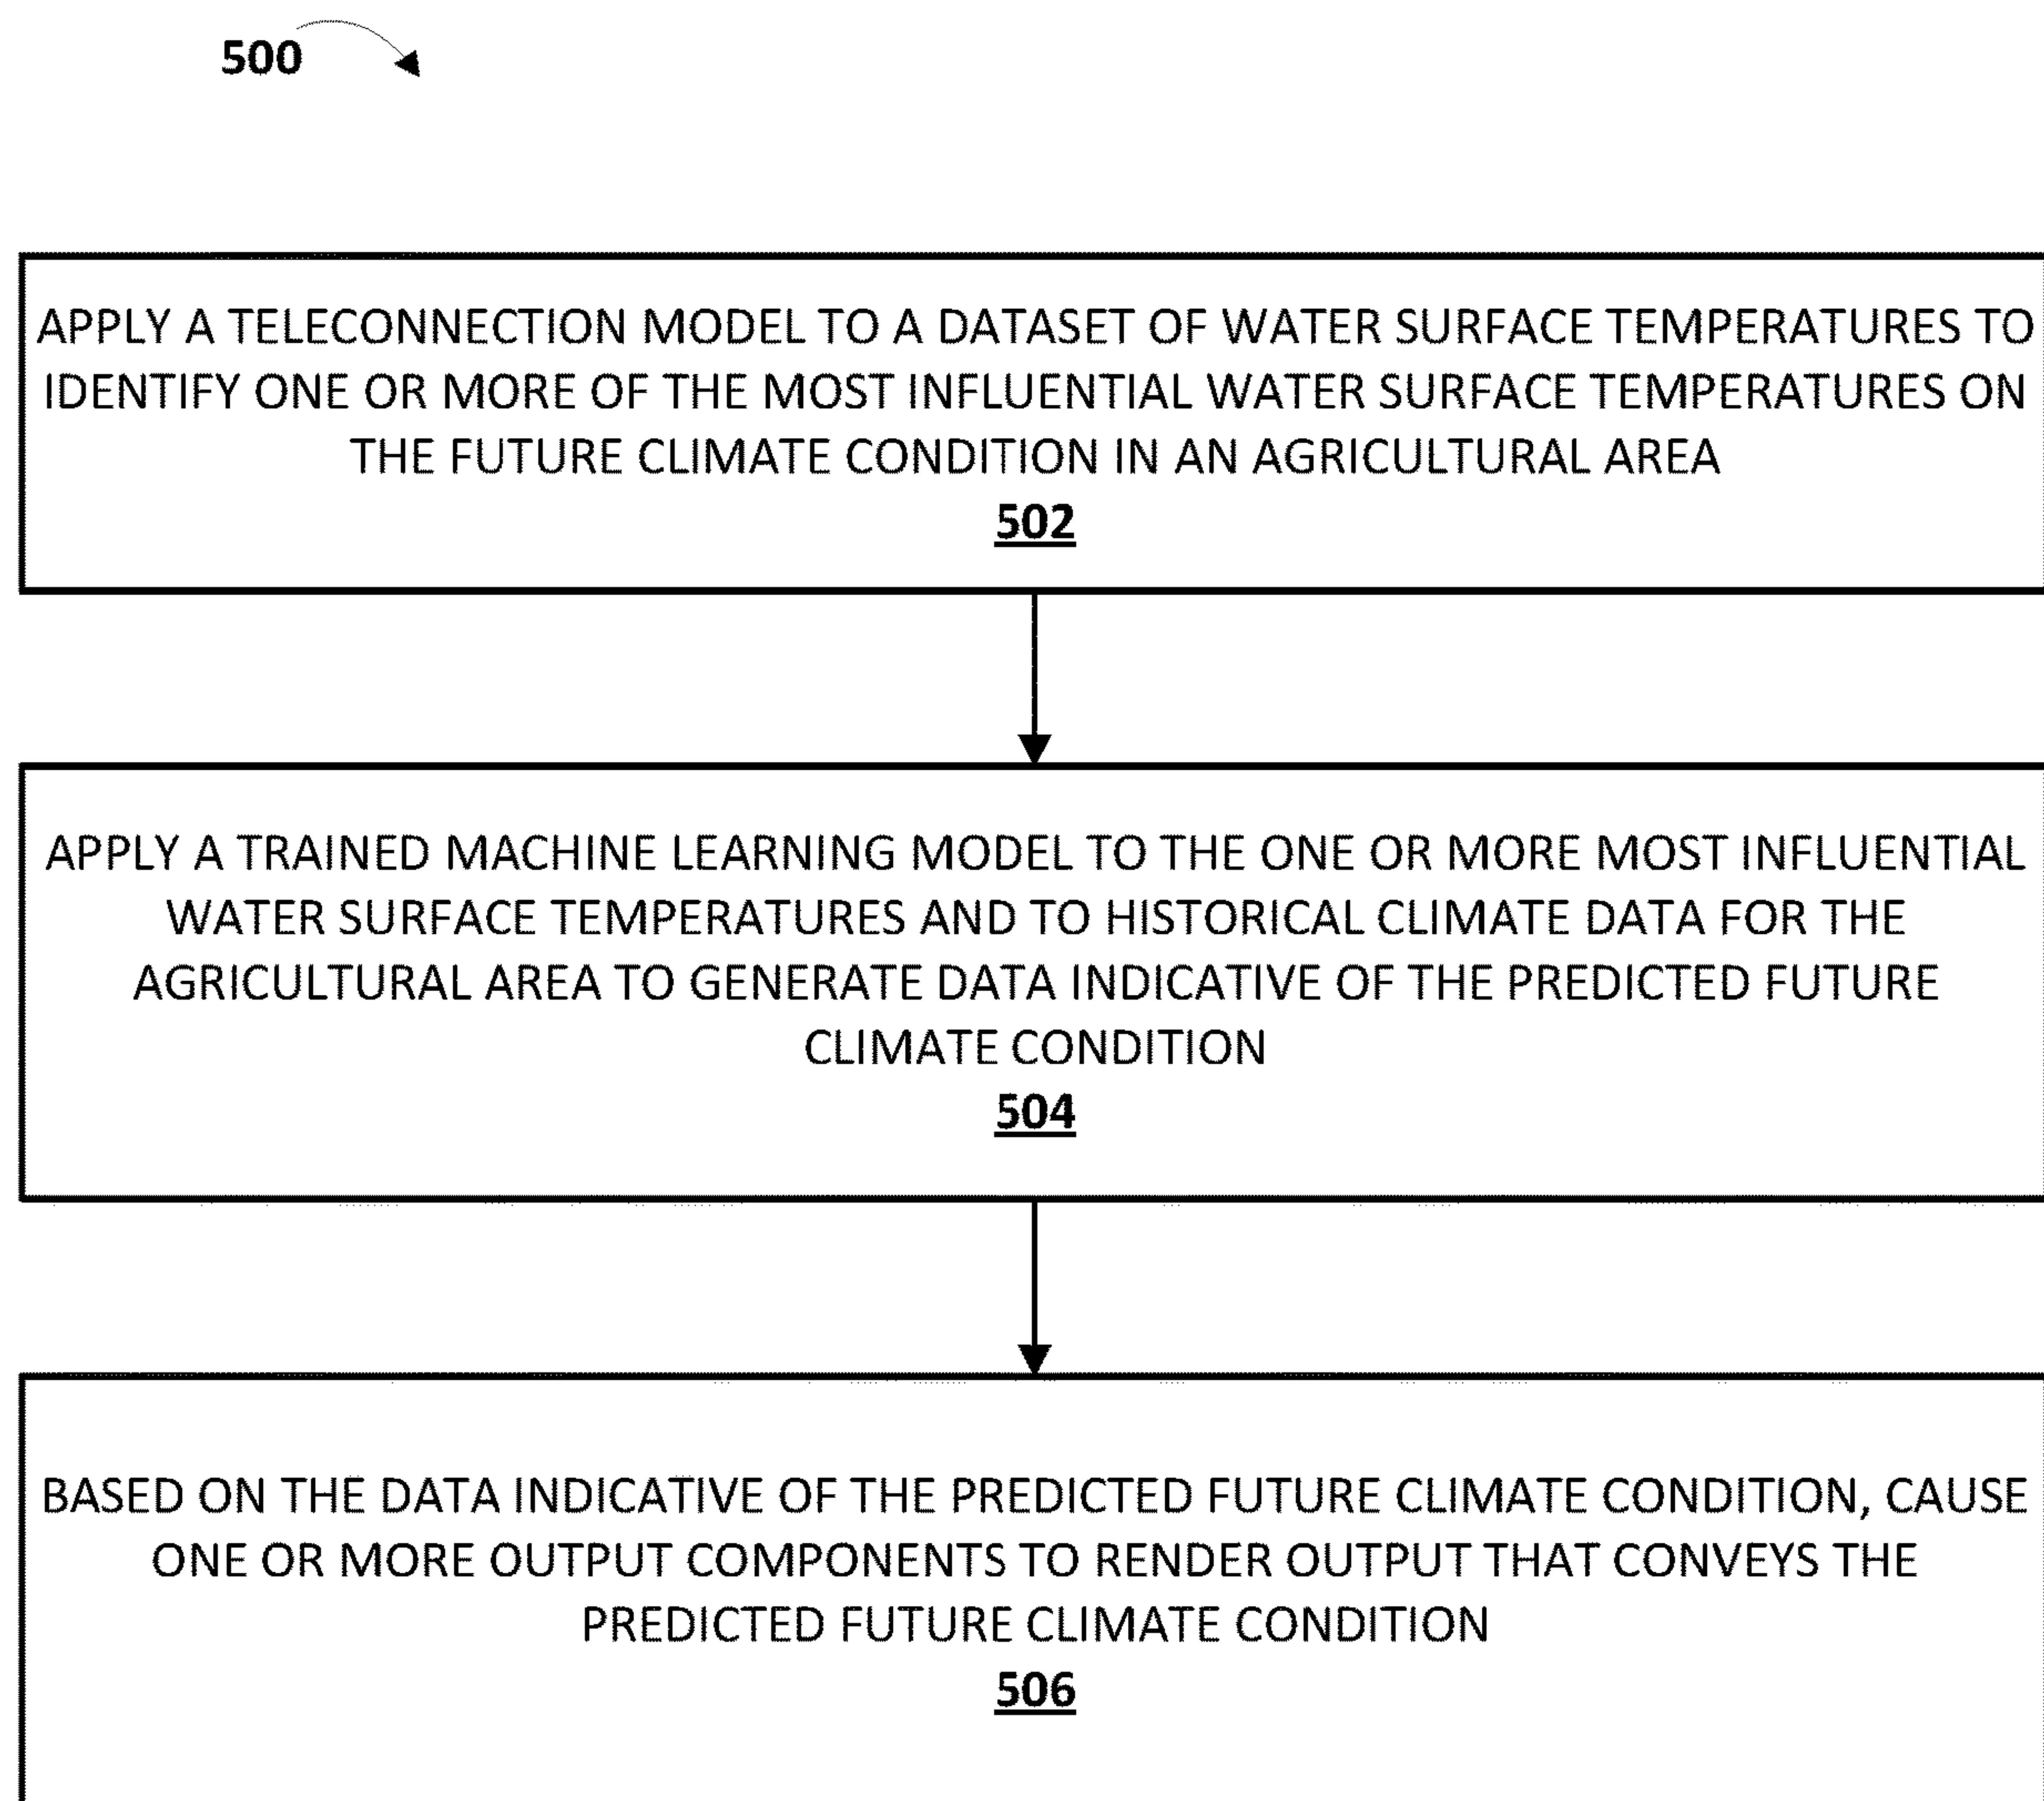 500
APPLY A TELECONNECTION MODEL TO A DATASET OF WATER SURFACE TEMPERATURES TO
IDENTIFY ONE OR MORE OF THE MOST INFLUENTIAL WATER SURFACE TEMPERATURES ON
THE FUTURE CLIMATE CONDITION IN AN AGRICULTURAL AREA
502
APPLY A TRAINED MACHINE LEARNING MODEL TO THE ONE OR MORE MOST INFLUENTIAL
WATER SURFACE TEMPERATURES AND TO HISTORICAL CLIMATE DATA FOR THE
AGRICULTURAL AREA TO GENERATE DATA INDICATIVE OF THE PREDICTED FUTURE
CLIMATE CONDITION
504
BASED ON THE DATA INDICATIVE OF THE PREDICTED FUTURE CLIMATE CONDITION, CAUSE
ONE OR MORE OUTPUT COMPONENTS TO RENDER OUTPUT THAT CONVEYS THE
PREDICTED FUTURE CLIMATE CONDITION
506